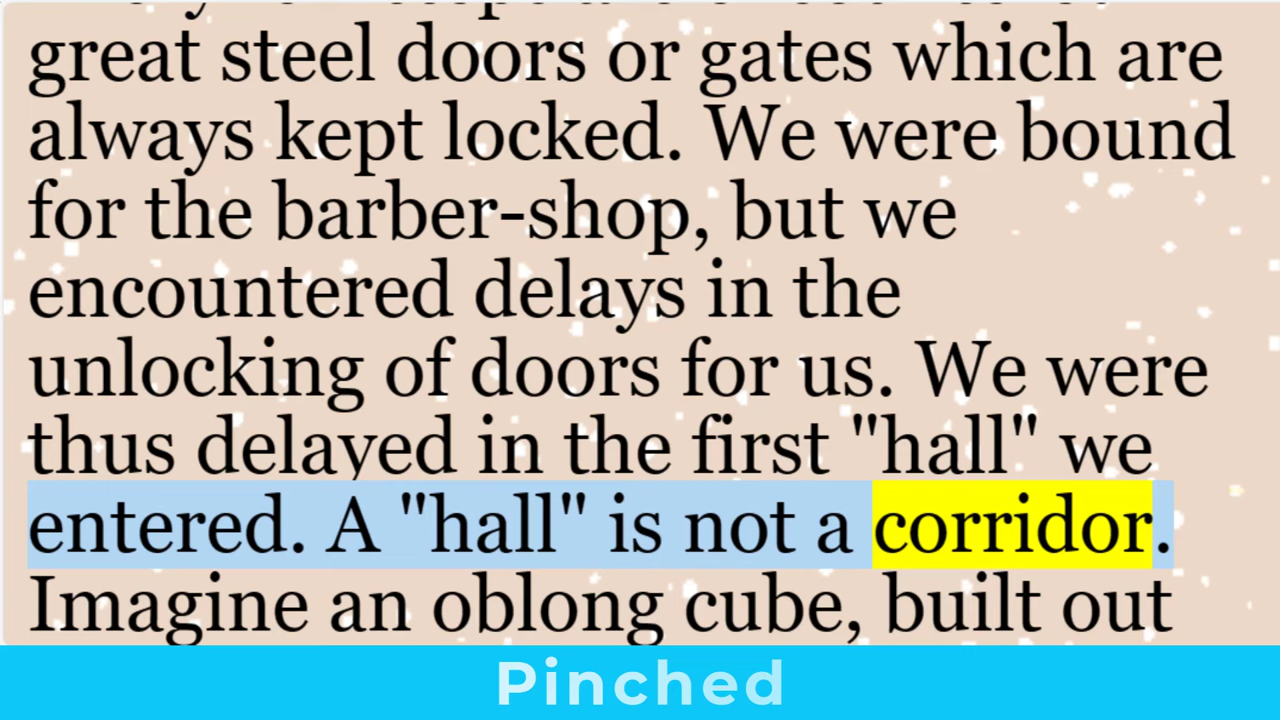 great steel doors or gates which are
always kept locked. We were bound
for the barber-shop, but we
encountered delays in the
unlocking of doors for us. We were
thus delayed in the first "hall" we
entered. A "hall" is not a corridor.
Imagine an oblong cube, built out
Pinched